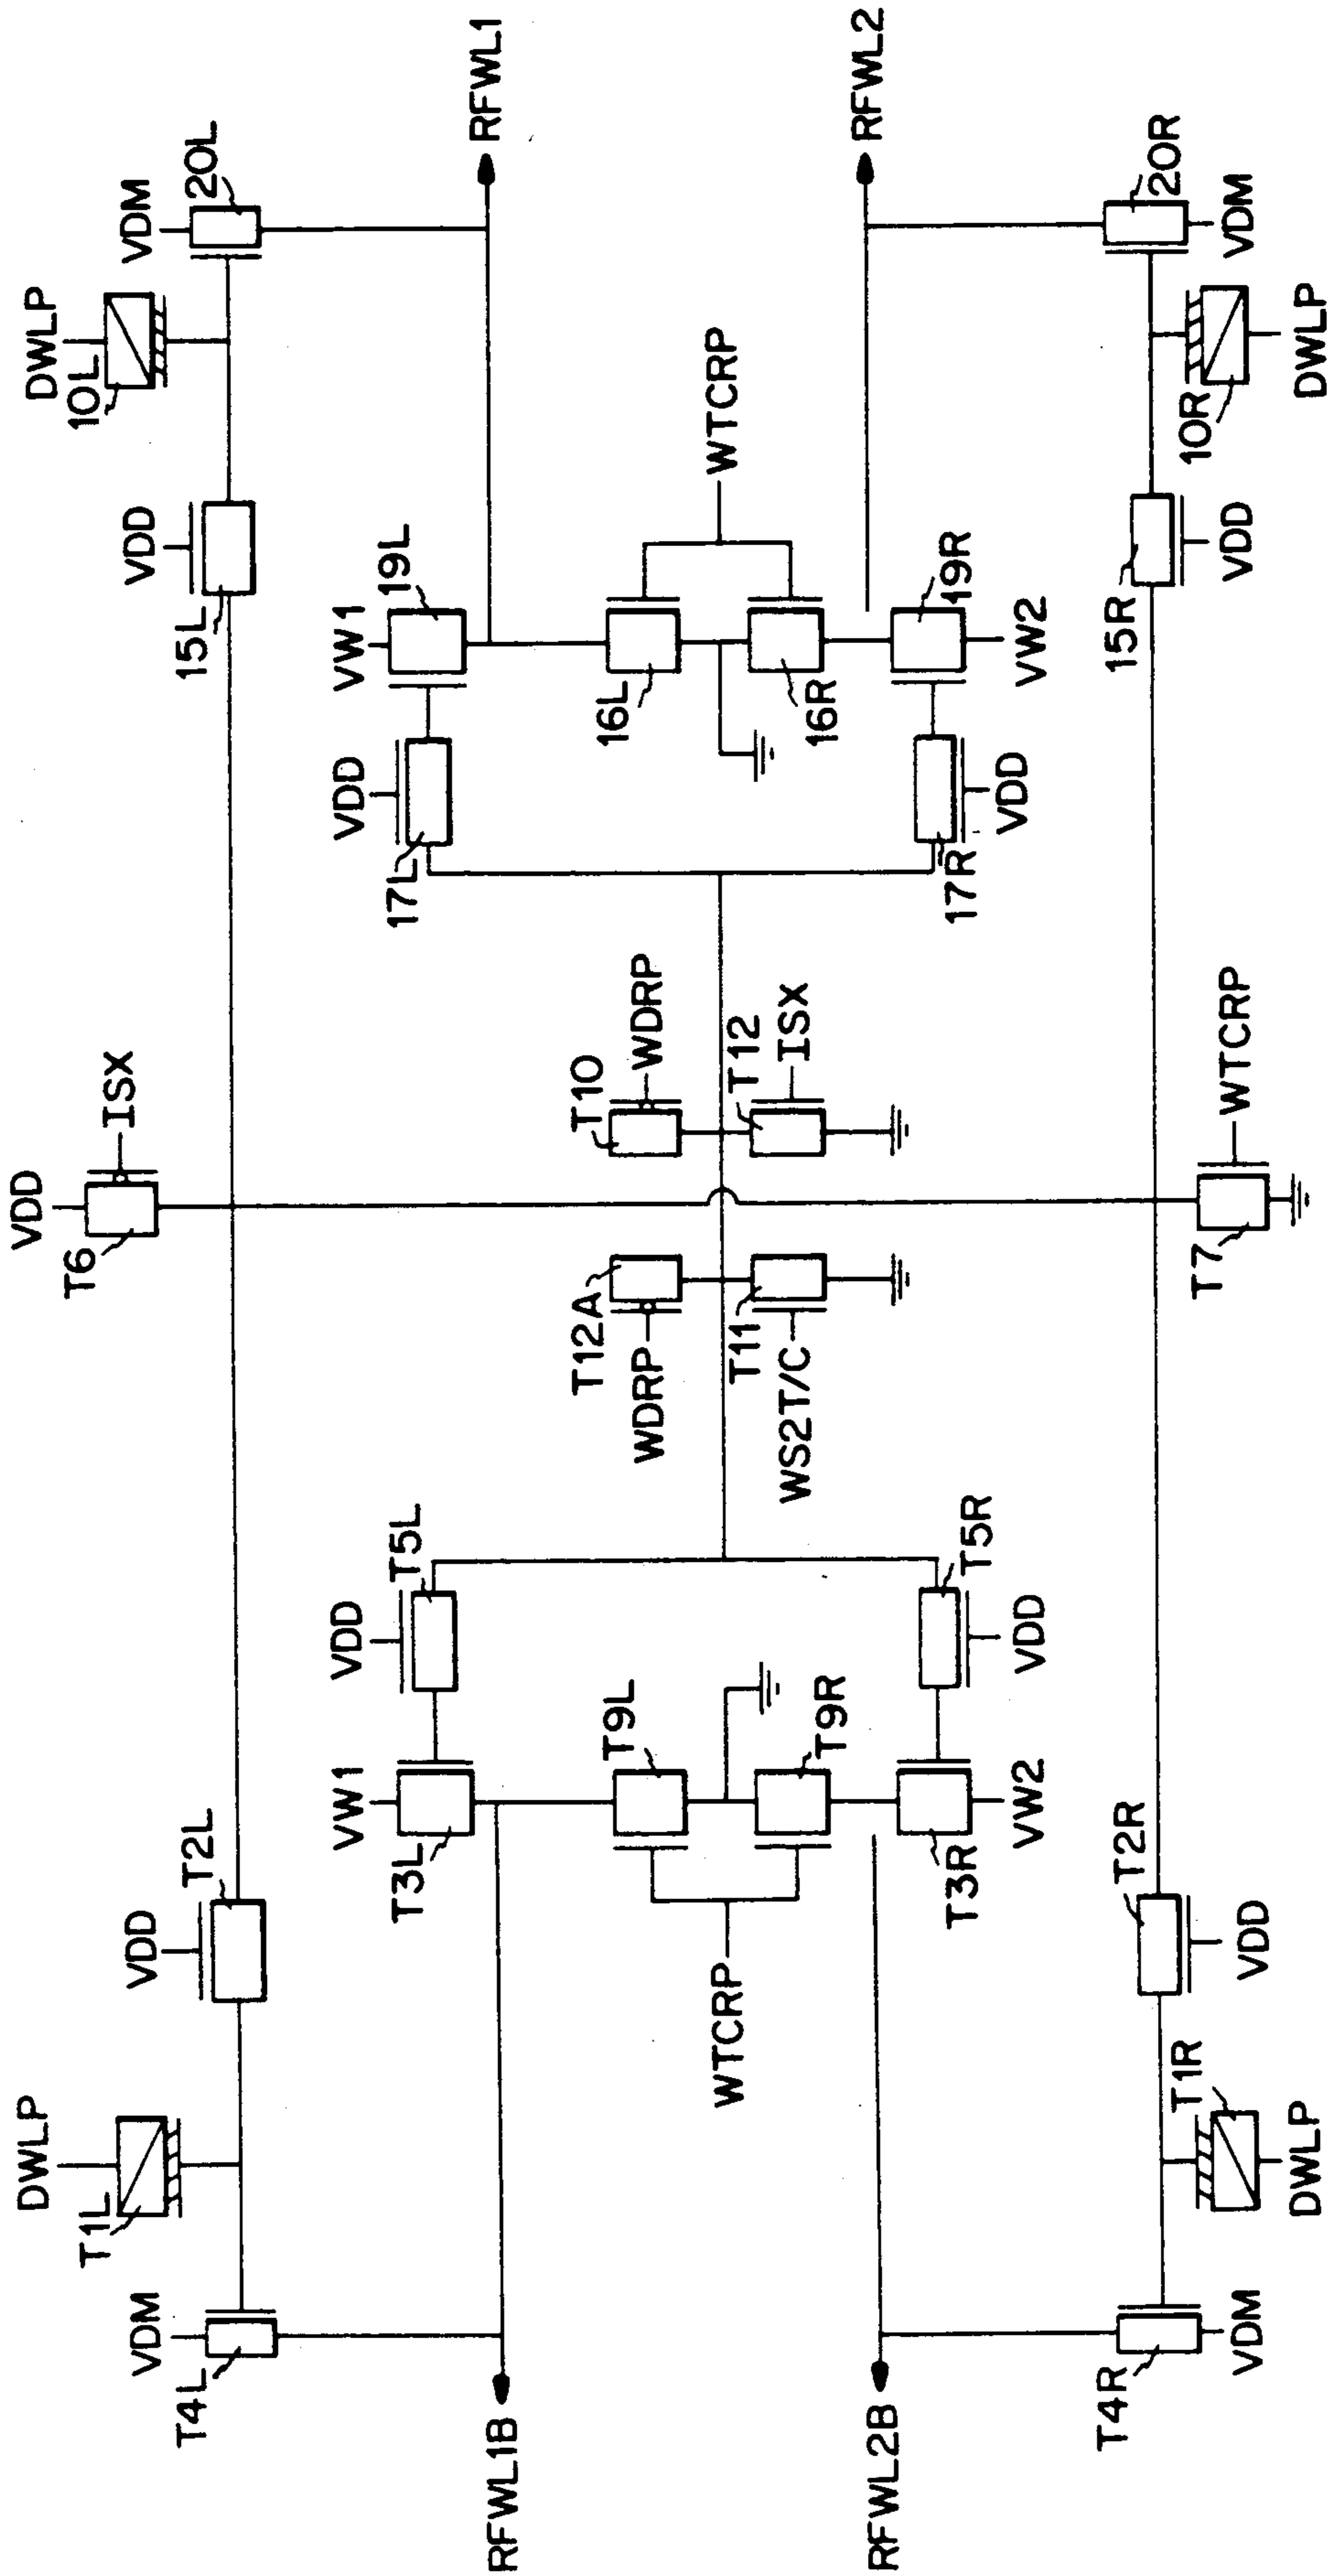 DWLP
VDM
10L
20L
VDD
15L
RFWL1
VW1
19L
VDD
17L
16L
WTCRP
16R
RFWL2
19R
VW2
17R
VDD
15R
VDD
10R
DWLP
20R
VDM
VDD
T6
ISX
T10
WDRP
T12
ISX
T12A
WDRP
T11
WS2T/C
T7
WTCRP
DWLP
T1L
VDM
T4L
VDD
T2L
RFWL1B
VW1
T3L
VDD
T5L
T9L
WTCRP
T9R
RFWL2B
T3R
VW2
T5R
VDD
T2R
VDD
T1R
DWLP
T4R
VDM